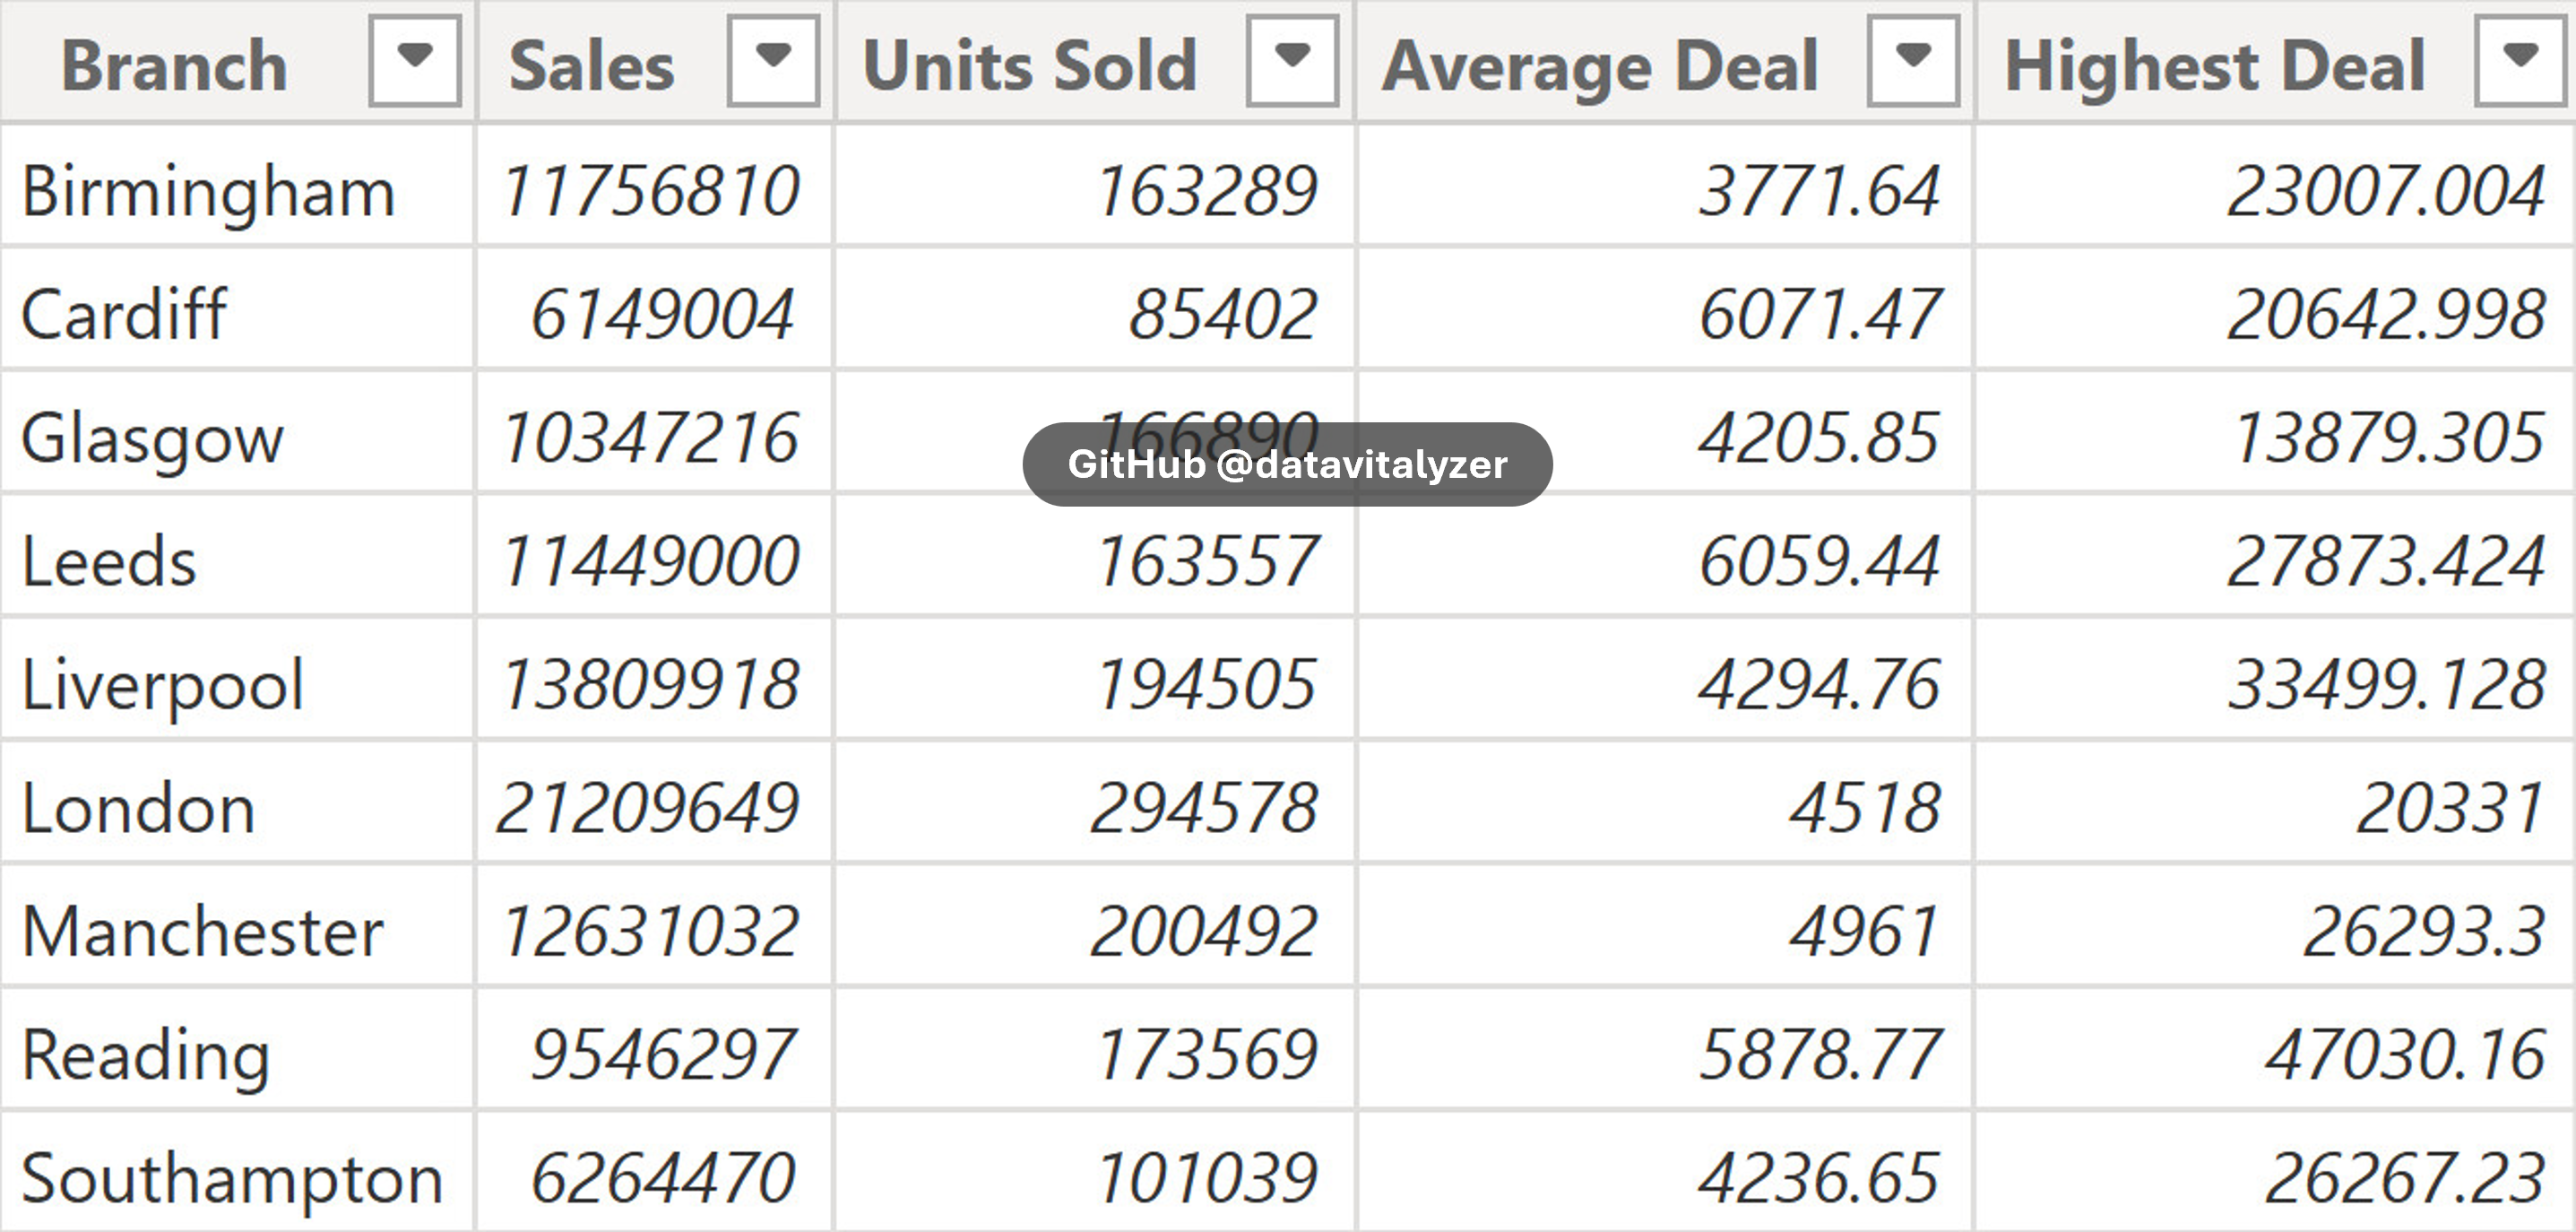 Branch Sales Units Sold Average Deal Highest Deal
Birmingham 11756810 163289 3771.64 23007.004
Cardiff 6149004 85402 6071.47 20642.998
Glasgow 10347216 166890 4205.85 13879.305
GitHub @datavitalyzer
Leeds 11449000 163557 6059.44 27873.424
Liverpool 13809918 194505 4294.76 33499.128
London 21209649 294578 4518 20331
Manchester 12631032 200492 4961 26293.3
Reading 9546297 173569 5878.77 47030.16
Southampton 6264470 101039 4236.65 26267.23